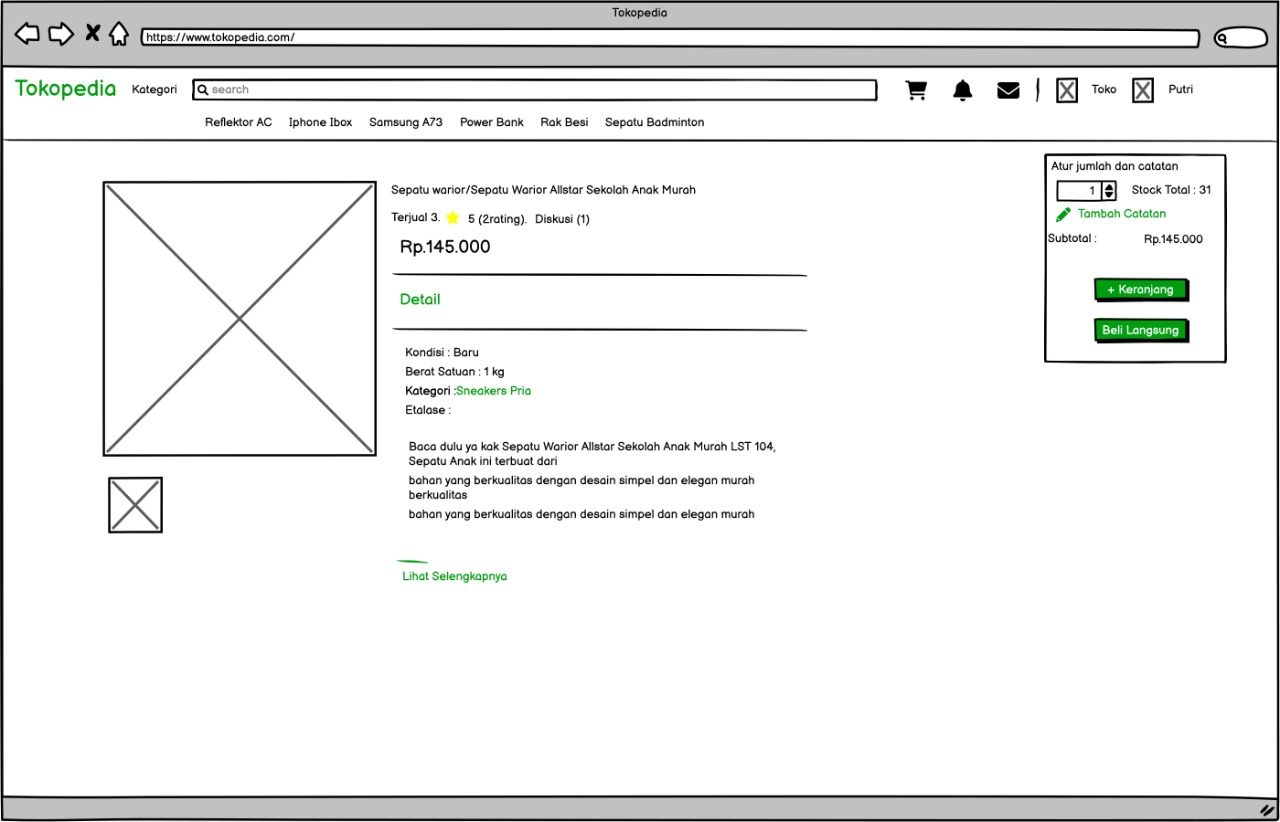 Tokopedia
https://www.tokopedia.com/
Tokopedia Kategori search Toko Putri
Reflektor AC Iphone Ibox Samsung A73 Power Bank Rak Besi Sepatu Badminton
Sepatu warior/Sepatu Warior Allstar Sekolah Anak Murah
Terjual 3. 5 (2rating). Diskusi (1)
Rp.145.000
Detail
Kondisi : Baru
Berat Satuan : 1 kg
Kategori :Sneakers Pria
Etalase :
Baca dulu ya kak Sepatu Warior Allstar Sekolah Anak Murah LST 104,
Sepatu Anak ini terbuat dari
bahan yang berkualitas dengan desain simpel dan elegan murah
berkualitas
bahan yang berkualitas dengan desain simpel dan elegan murah
Lihat Selengkapnya
Atur jumlah dan catatan
1 Stock Total : 31
Tambah Catatan
Subtotal : Rp.145.000
+ Keranjang
Beli Langsung